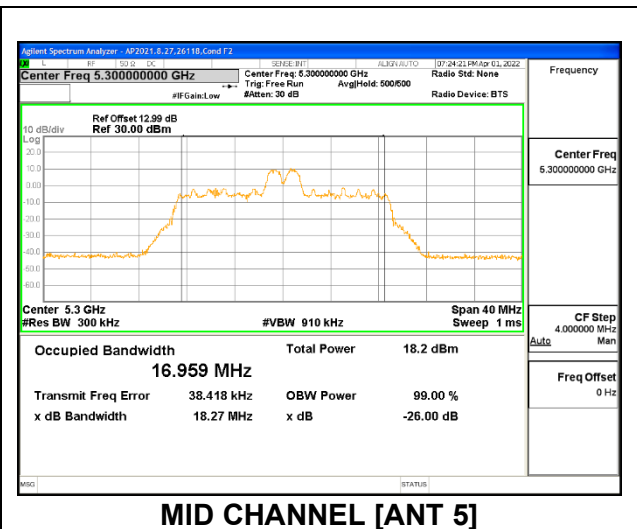 Agilent Spectrum Analyzer - AP2021.8.27,26118,Cond F2
L RF 50 Ω DC SENSE:INT ALIGN AUTO 07:24:21 PM Apr 01, 2022
Center Freq 5.300000000 GHz
Center Freq: 5.300000000 GHz Radio Std: None
Trig: Free Run Avg|Hold: 500/500
#IFGain:Low #Atten: 30 dB Radio Device: BTS
Frequency
Ref Offset 12.99 dB
10 dB/div Ref 30.00 dBm
Log
20.0
10.0
0.00
-10.0
-20.0
-30.0
-40.0
-50.0
-60.0
Center Freq
5.300000000 GHz
Center 5.3 GHz Span 40 MHz
#Res BW 300 kHz #VBW 910 kHz Sweep 1 ms
CF Step
4.000000 MHz
Auto Man
Occupied Bandwidth Total Power 18.2 dBm
16.959 MHz
Transmit Freq Error 38.418 kHz OBW Power 99.00 %
x dB Bandwidth 18.27 MHz x dB -26.00 dB
Freq Offset
0 Hz
MSG STATUS
MID CHANNEL [ANT 5]